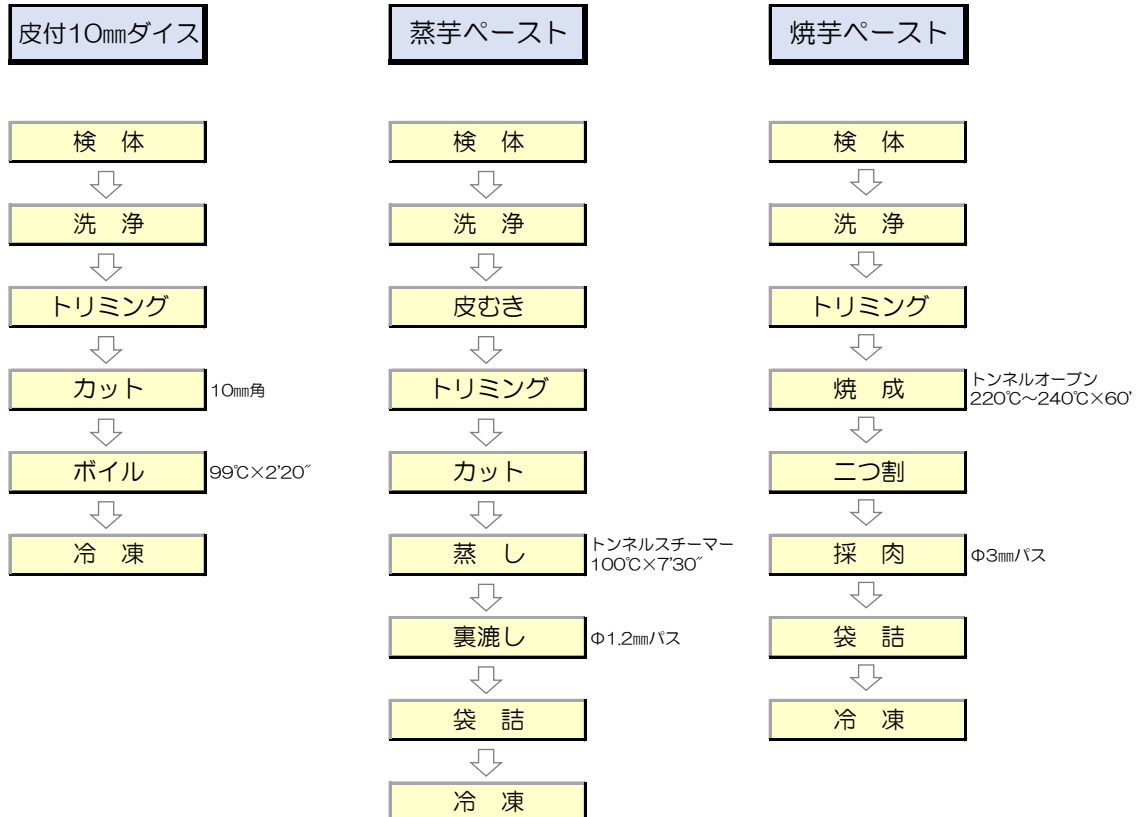 皮付10㎜ダイス
検　体
洗　浄
トリミング
カット
10㎜角
ボイル
99℃×2'20″
冷　凍
蒸芋ペースト
検　体
洗　浄
皮むき
トリミング
カット
蒸　し
トンネルスチーマー
100℃×7'30″
裏漉し
Φ1.2㎜パス
袋　詰
冷　凍
焼芋ペースト
検　体
洗　浄
トリミング
焼　成
トンネルオーブン
220℃～240℃×60'
二つ割
採　肉
Φ3㎜パス
袋　詰
冷　凍